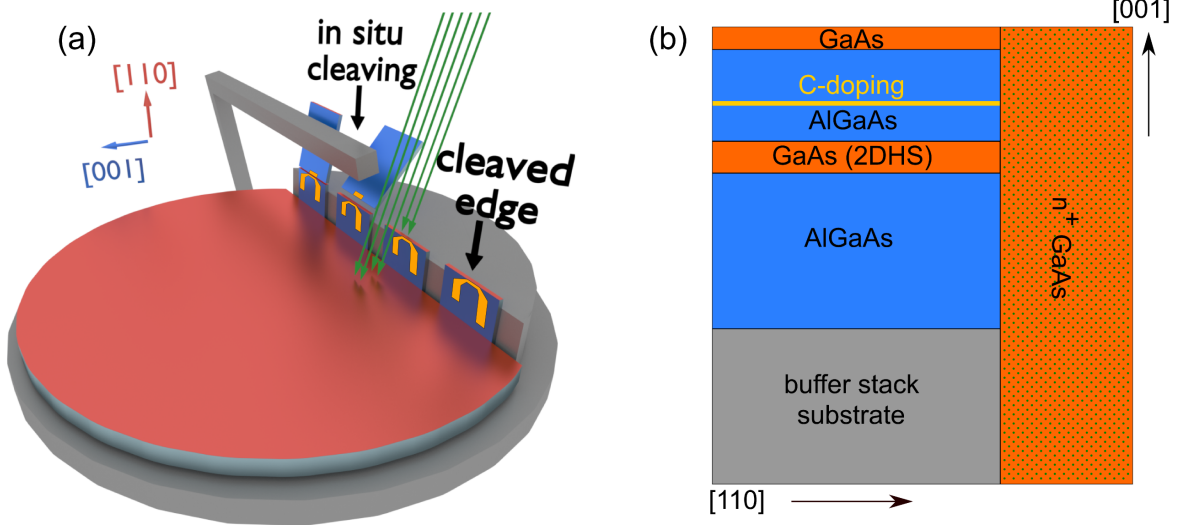 (a)
in situ
cleaving
[110]
[001]
cleaved
edge
(b)
[001]
GaAs
C-doping
AlGaAs
GaAs (2DHS)
AlGaAs
n+ GaAs
buffer stack
substrate
[110]